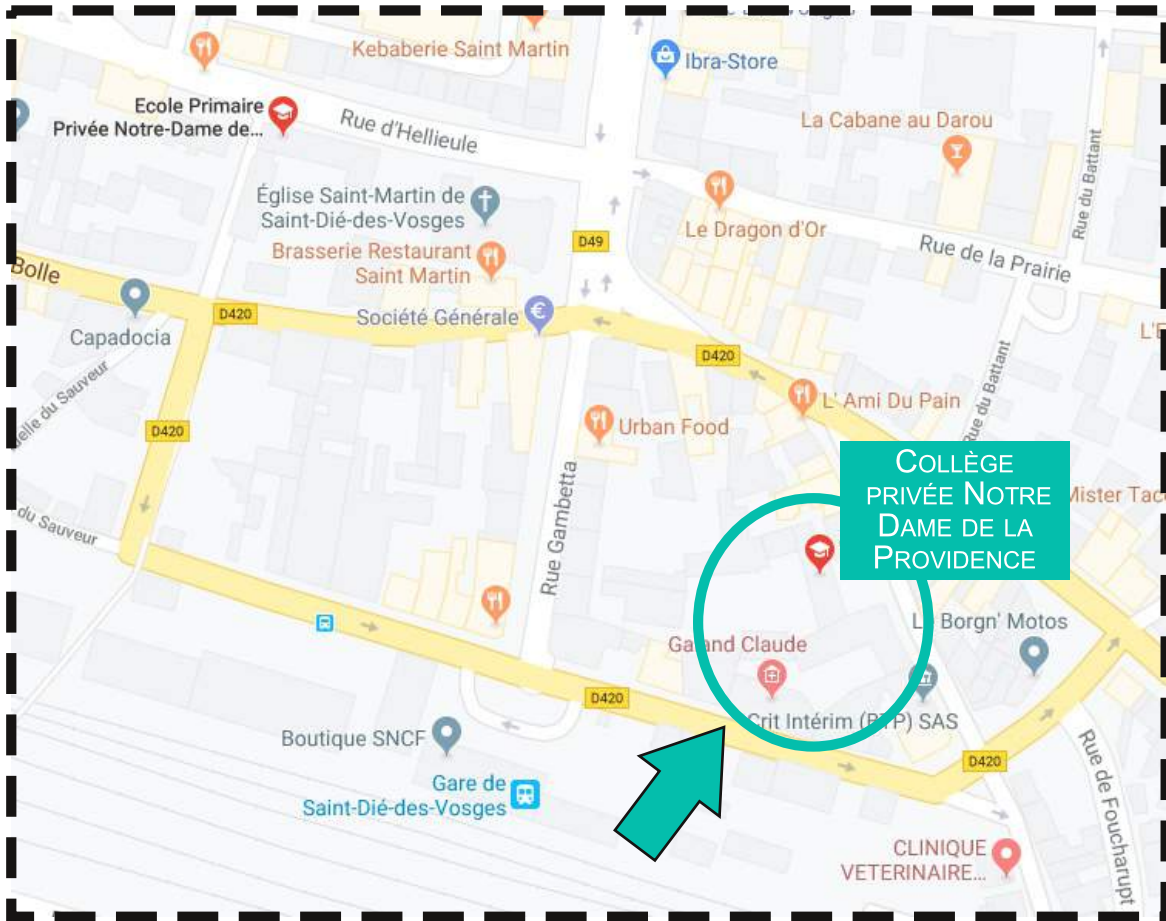 Kebaberie Saint Martin
Ibra-Store
Ecole Primaire
Privée Notre-Dame de...
Rue d'Hellieule
La Cabane au Darou
Rue du Battant
Église Saint-Martin de
Saint-Dié-des-Vosges
Le Dragon d'Or
D49
Brasserie Restaurant
Saint Martin
Rue de la Prairie
Bolle
D420
Société Générale
Capadocia
D420
L' Ami Du Pain
Rue du Battant
D420
Urban Food
COLLÈGE
PRIVÉE NOTRE
DAME DE LA
PROVIDENCE
Mister Tac
du Sauveur
Rue Gambetta
Le Borgn' Motos
Galand Claude
D420
Crit Intérim (BTP) SAS
Boutique SNCF
D420
Gare de
Saint-Dié-des-Vosges
Rue de Foucharupt
CLINIQUE
VETERINAIRE...